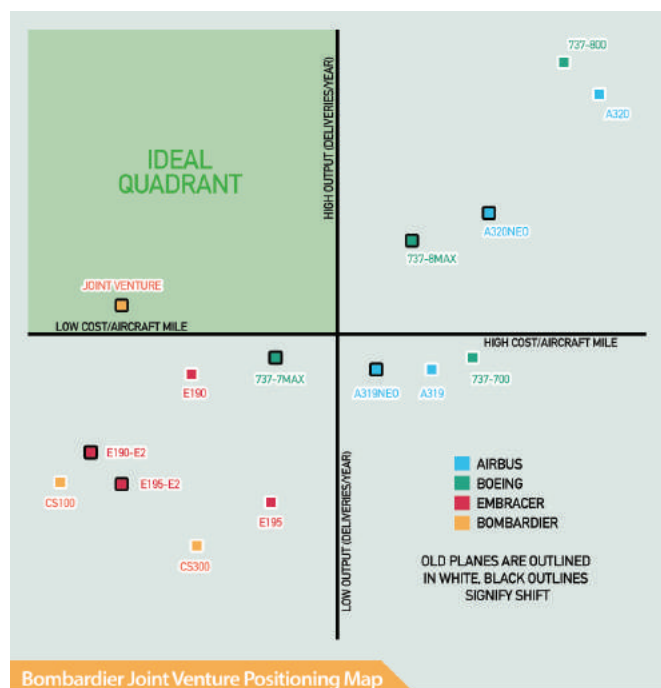 737-800
A320
IDEAL
QUADRANT
HIGH OUTPUT (DELIVERIES/YEAR)
A320NEO
737-8MAX
JOINT VENTURE
LOW COST/AIRCRAFT MILE
HIGH COST/AIRCRAFT MILE
E190
737-7MAX
A319NEO
A319
737-700
E190-E2
CS100
E195-E2
E195
CS300
LOW OUTPUT (DELIVERIES/YEAR)
AIRBUS
BOEING
EMBRACER
BOMBARDIER
OLD PLANES ARE OUTLINED
IN WHITE, BLACK OUTLINES
SIGNIFY SHIFT
Bombardier Joint Venture Positioning Map